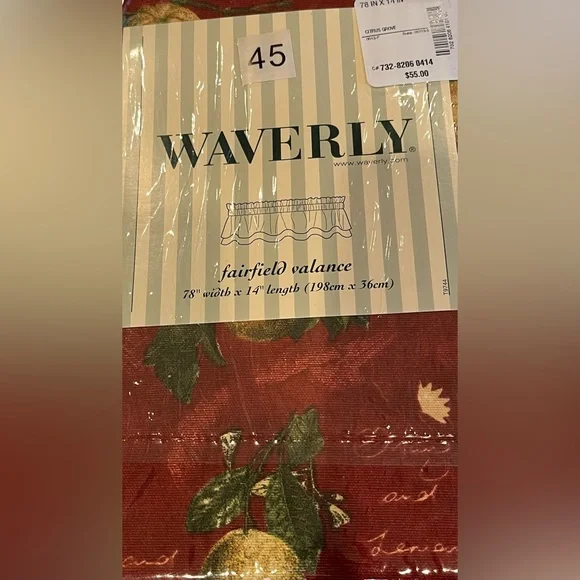 78 IN X 14 IN
CITRUS GROVE
C# 732-8206 0414
$55.00
45
WAVERLY®
www.waverly.com
fairfield valance
78" width x 14" length (198cm x 36cm)
T9744
and
and